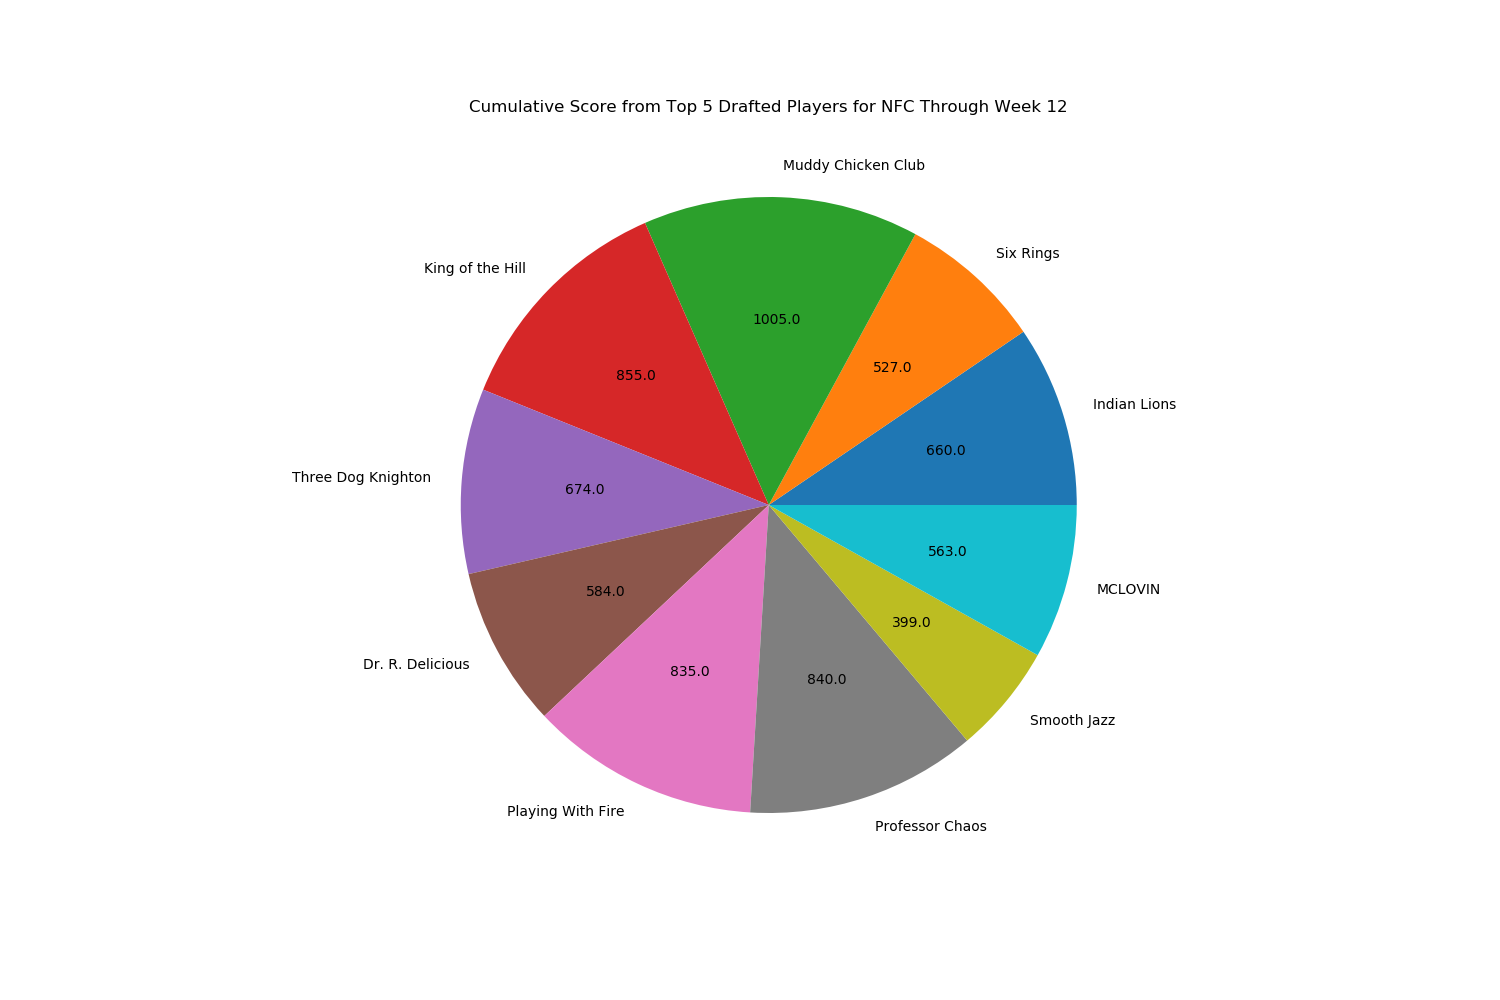 Cumulative Score from Top 5 Drafted Players for NFC Through Week 12
Muddy Chicken Club
Six Rings
King of the Hill
1005.0
527.0
855.0
Indian Lions
660.0
Three Dog Knighton
674.0
563.0
584.0
MCLOVIN
399.0
Dr. R. Delicious
835.0
840.0
Smooth Jazz
Playing With Fire
Professor Chaos